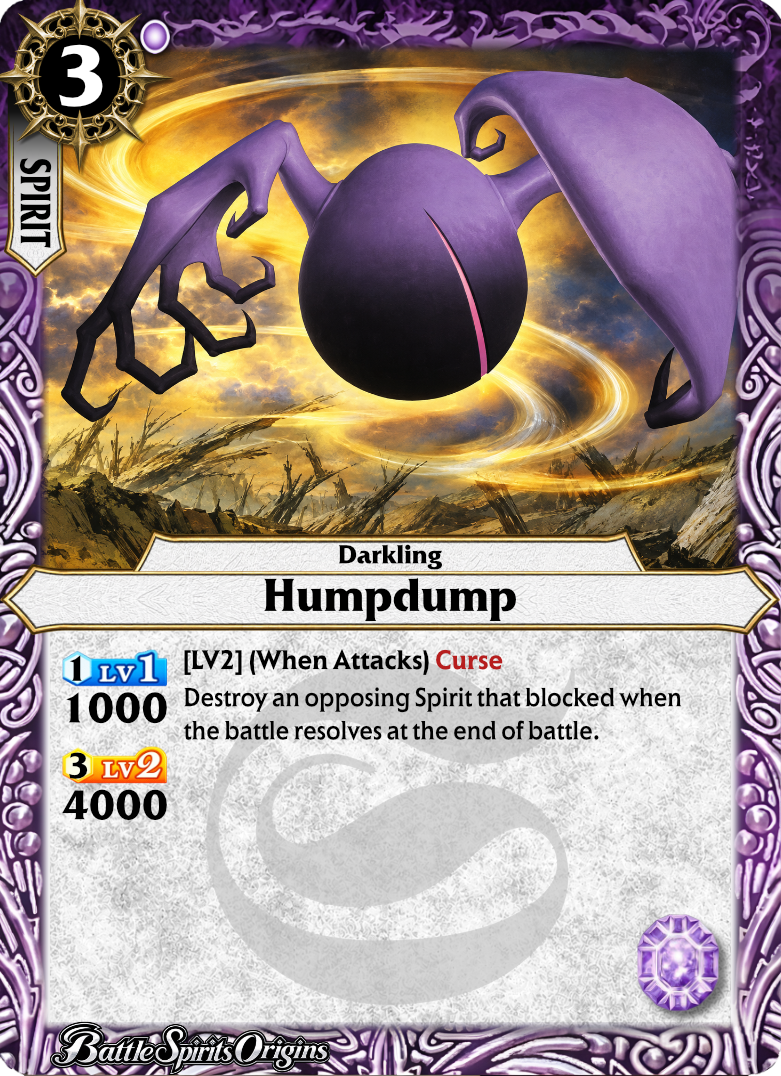 3
SPIRIT
Darkling
Humpdump
[LV2] (When Attacks) Curse
Destroy an opposing Spirit that blocked when
the battle resolves at the end of battle.
1 LV1
1000
3 LV2
4000
Battle Spirits Origins